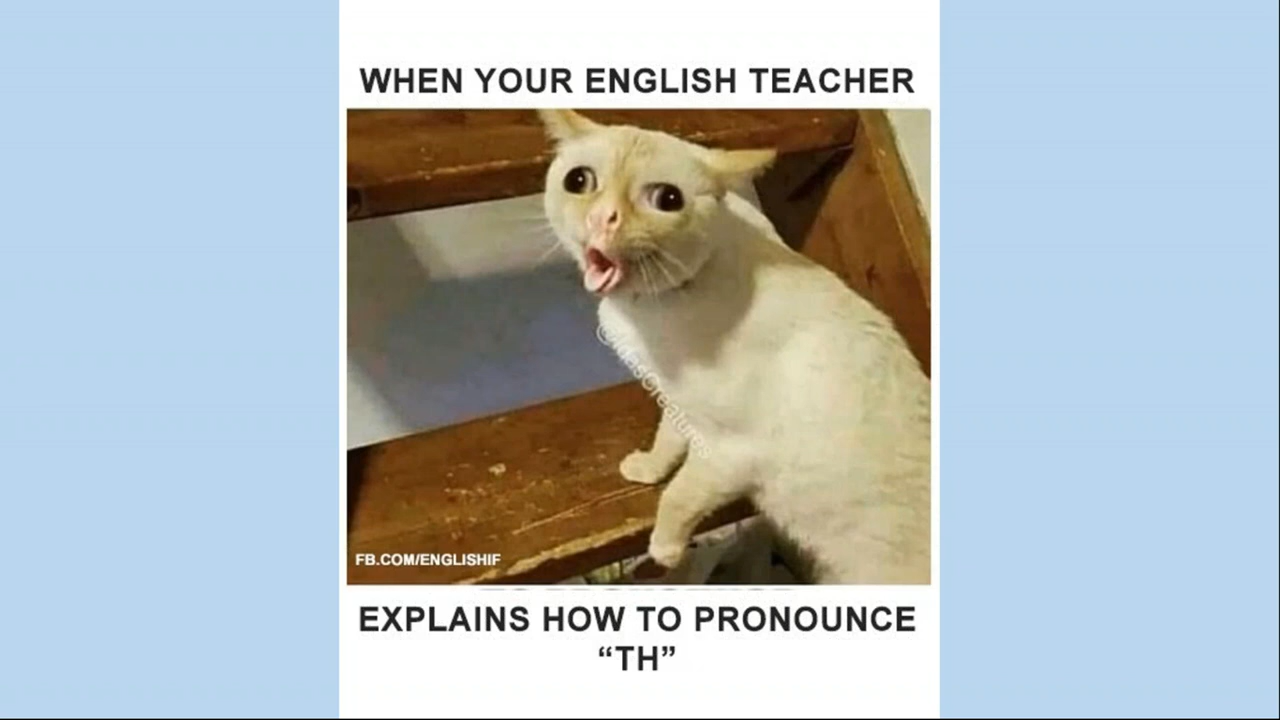 WHEN YOUR ENGLISH TEACHER
FB.COM/ENGLISHIF
EXPLAINS HOW TO PRONOUNCE
“TH”